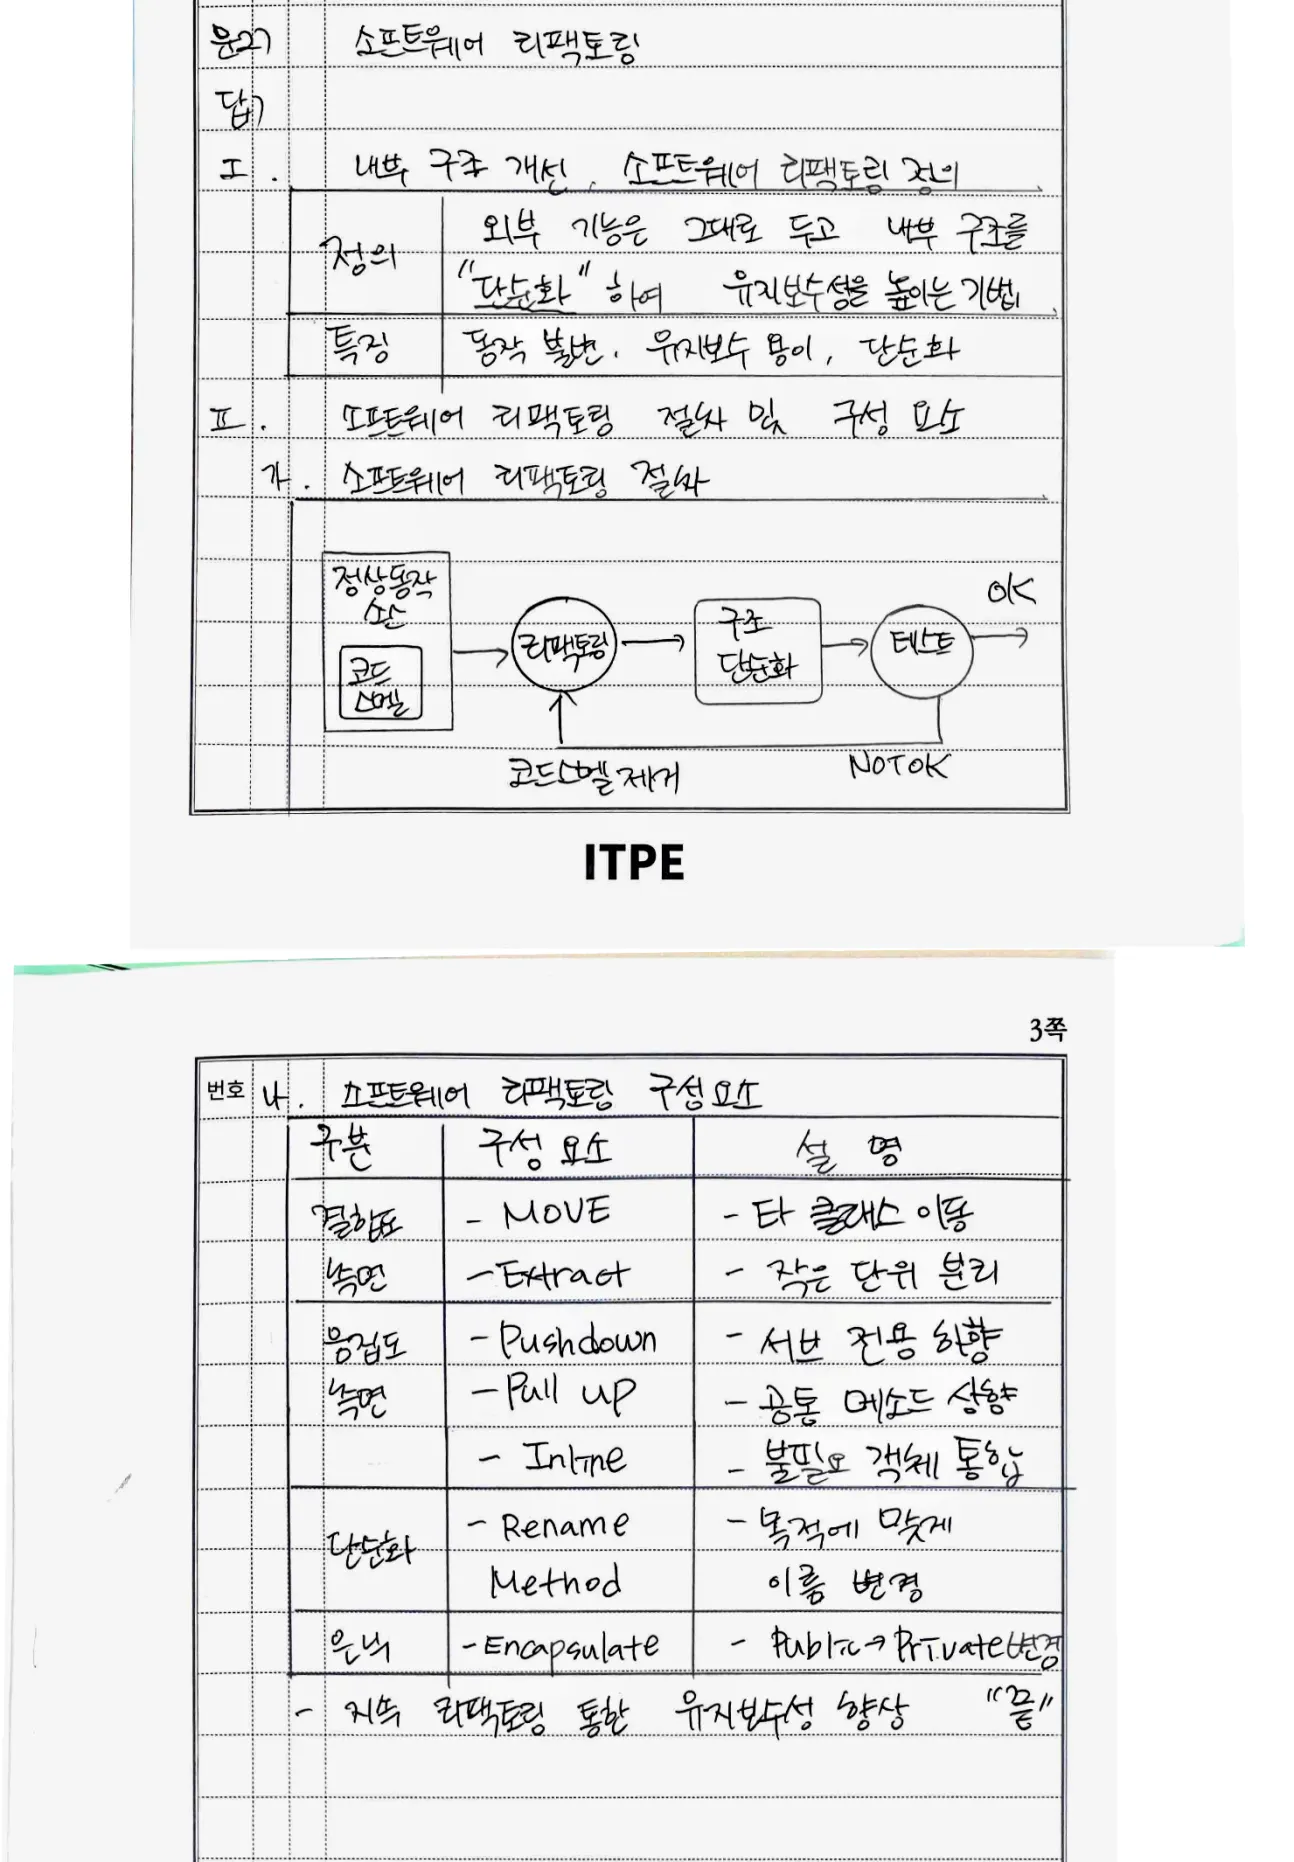 문2) 소프트웨어 리팩토링
답)
I. 내부 구조 개선, 소프트웨어 리팩토링 정의
정의 외부 기능은 그대로 두고 내부 구조를
"단순화"하여 유지보수성을 높이는 기법
특징 동작 불변, 유지보수 용이, 단순화
II. 소프트웨어 리팩토링 절차 및 구성 요소
가. 소프트웨어 리팩토링 절차
정상동작
소스
코드
스멜
리팩토링
구조
단순화
테스트
OK
코드스멜 제거
NOT OK
ITPE
3쪽
번호 나. 소프트웨어 리팩토링 구성요소
구분 구성 요소 설 명
결합도 - MOVE - 타 클래스 이동
측면 - Extract - 작은 단위 분리
응집도 - Pushdown - 서브 전용 하향
측면 - Pull up - 공통 메소드 상향
- Inline - 불필요 객체 통합
단순화 - Rename - 목적에 맞게
Method 이름 변경
은닉 - Encapsulate - Public → Private 변경
- 지속 리팩토링 통한 유지보수성 향상 "끝"